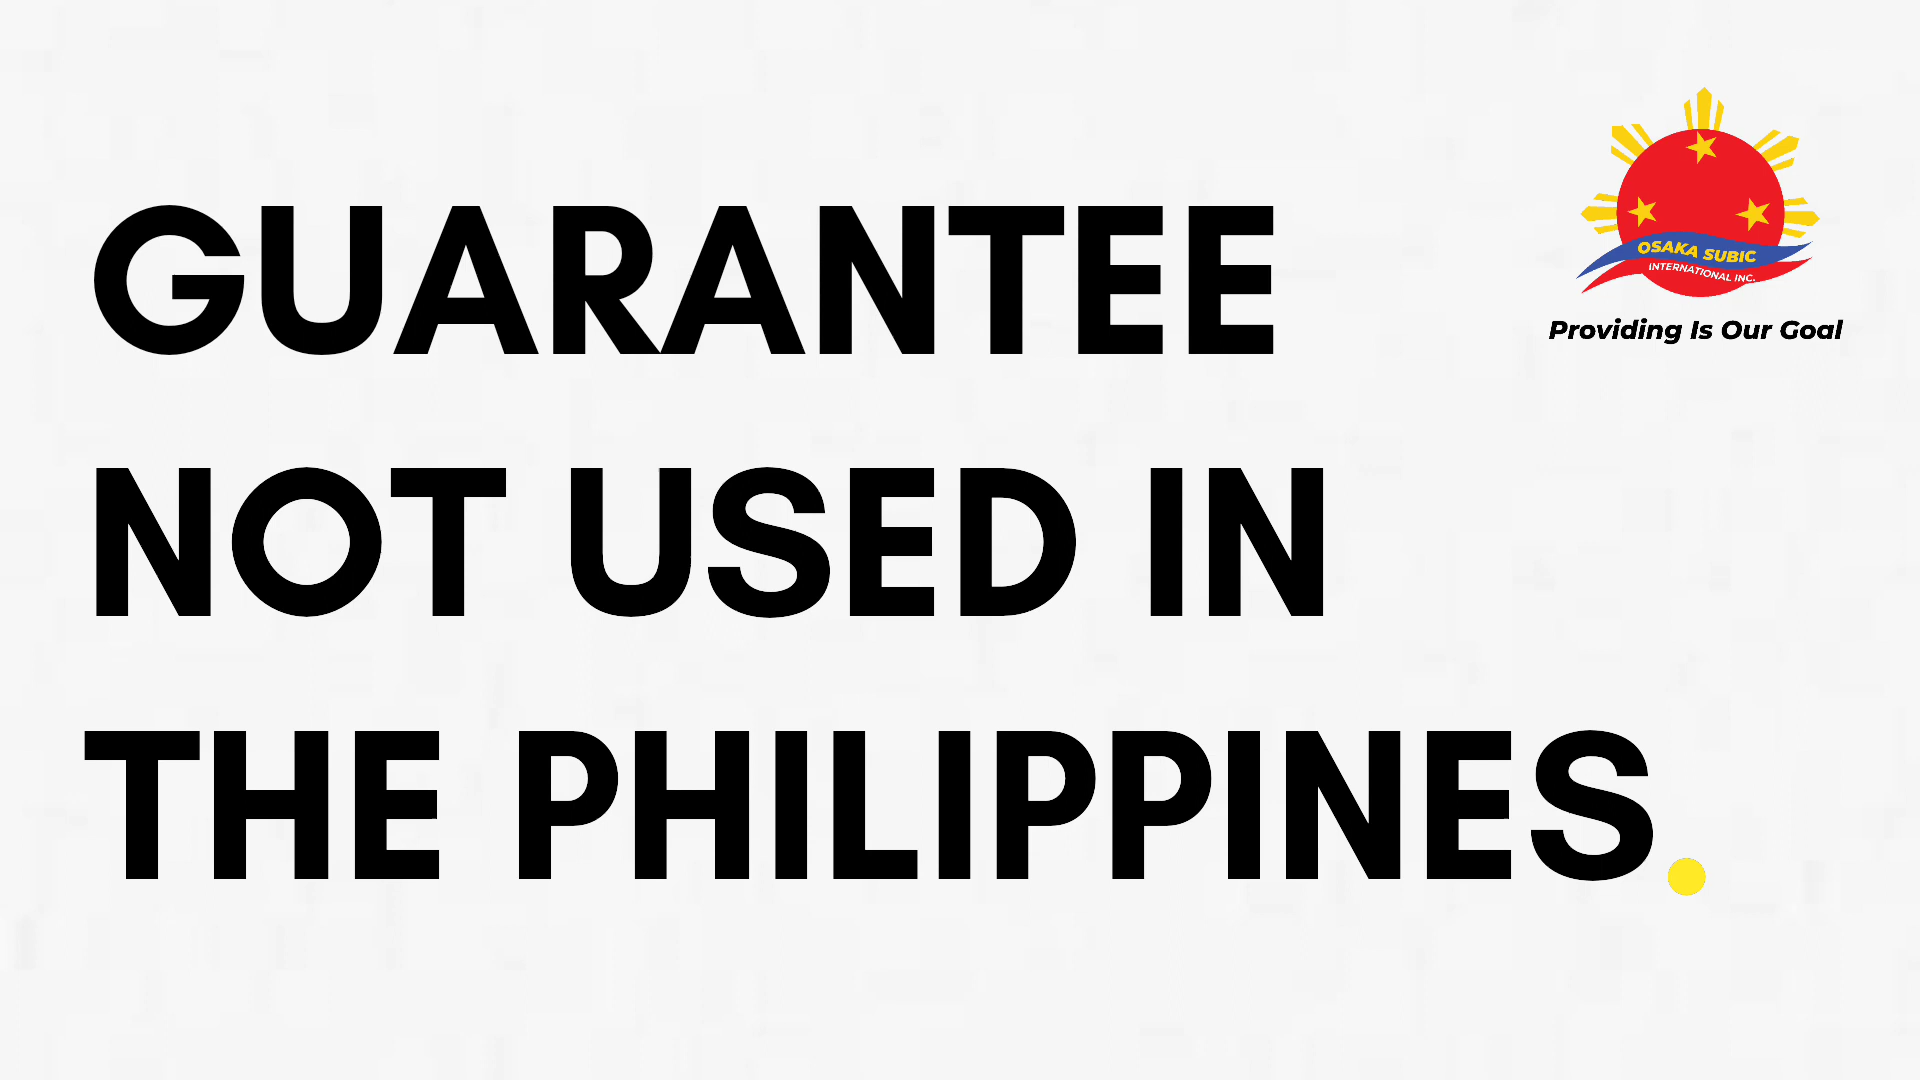 GUARANTEE
NOT USED IN
THE PHILIPPINES.
OSAKA SUBIC
INTERNATIONAL INC.
Providing Is Our Goal